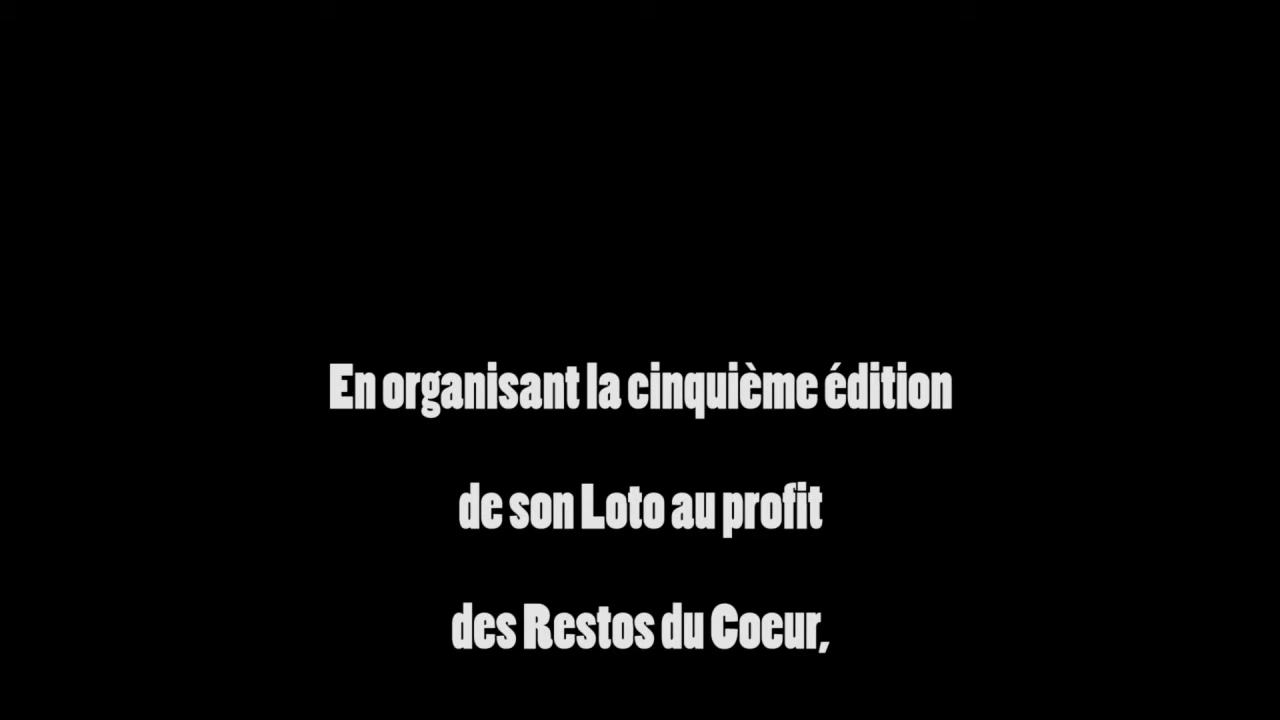 En organisant la cinquième édition
de son Loto au profit
des Restos du Coeur,